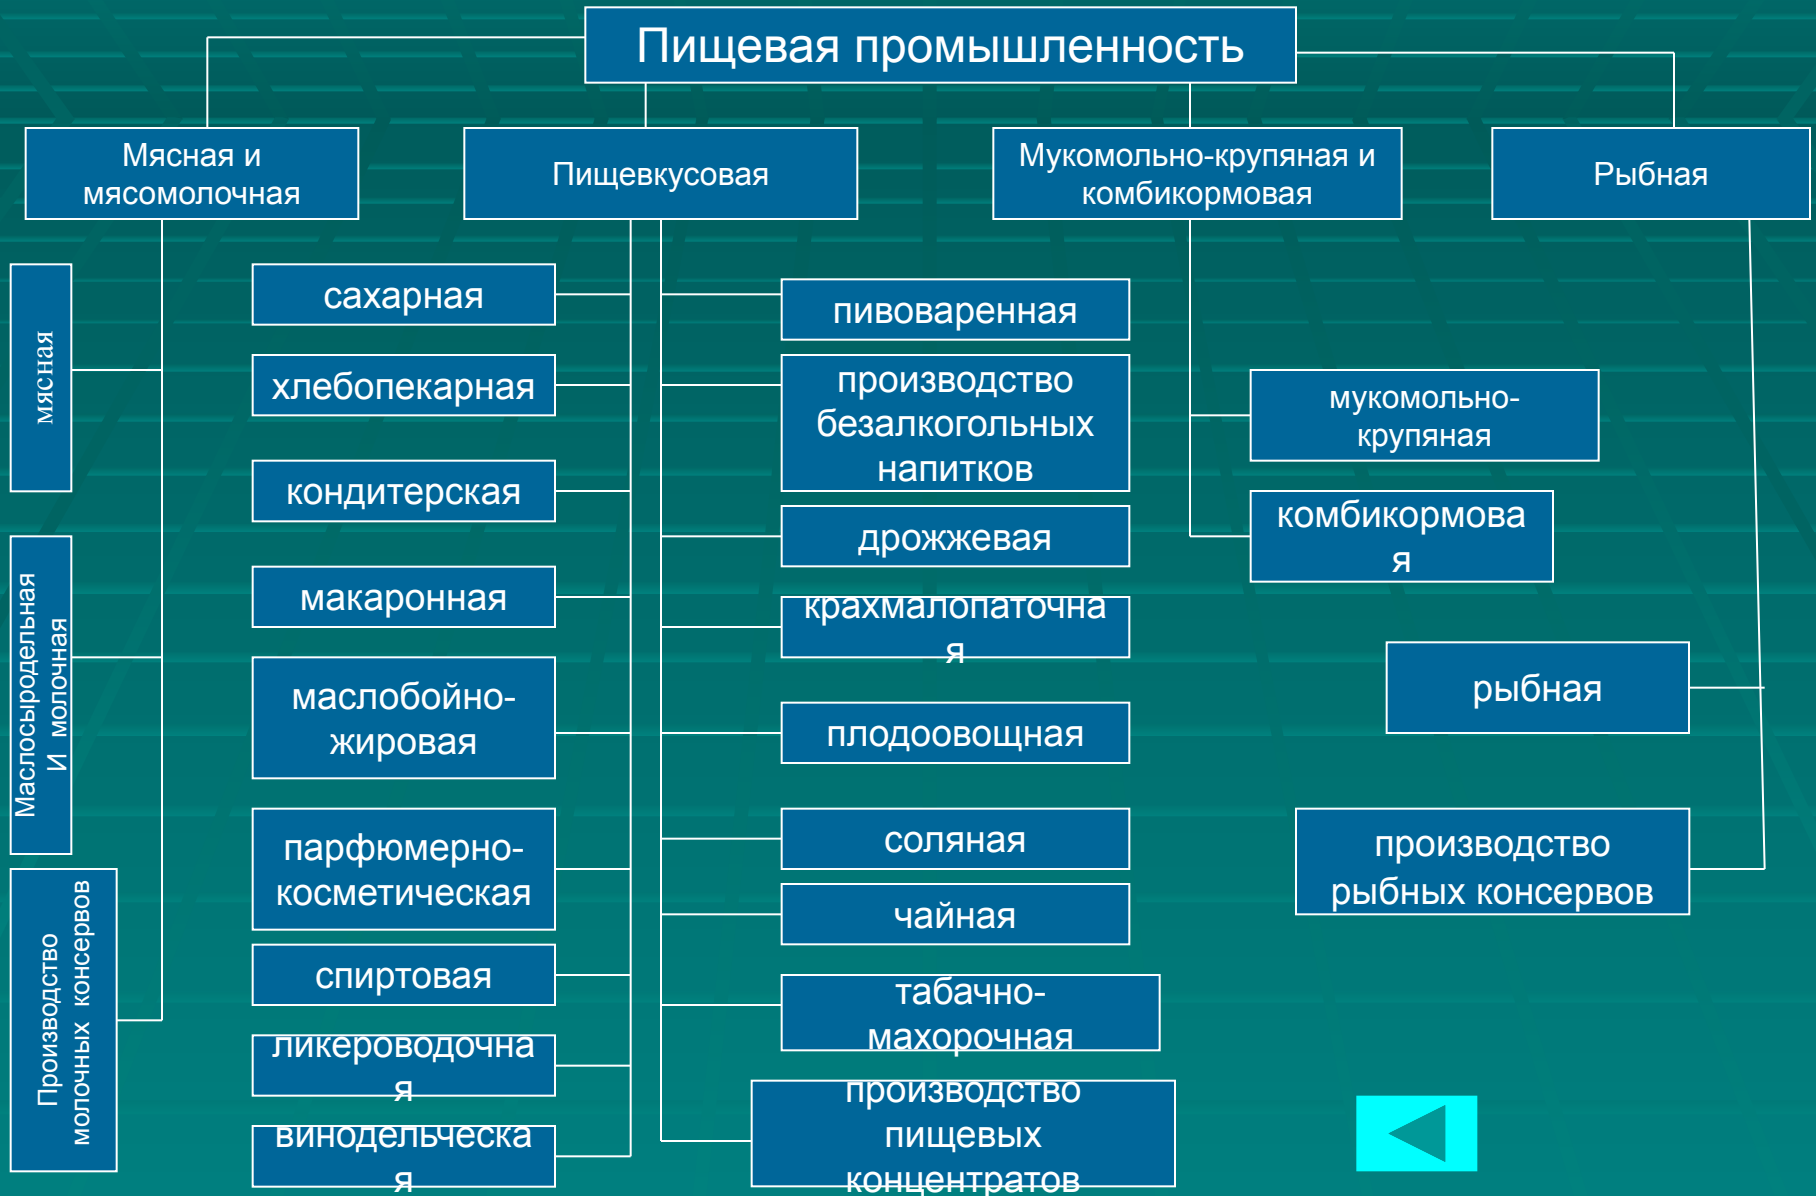 Пищевая промышленность
Мясная и
мясомолочная
Пищевкусовая
Мукомольно-крупяная и
комбикормовая
Рыбная
мясная
Маслосыродельная
И молочная
Производство
молочных консервов
сахарная
хлебопекарная
кондитерская
макаронная
маслобойно-
жировая
парфюмерно-
косметическая
спиртовая
ликероводочна
я
винодельческа
я
пивоваренная
производство
безалкогольных
напитков
дрожжевая
крахмалопаточна
я
плодоовощная
соляная
чайная
табачно-
махорочная
производство
пищевых
концентратов
мукомольно-
крупяная
комбикормова
я
рыбная
производство
рыбных консервов